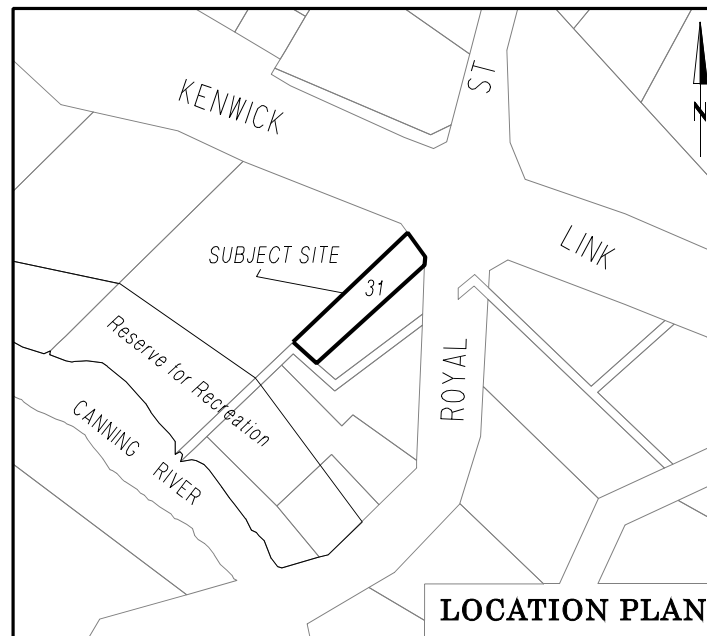 KENWICK
ST
N
SUBJECT SITE
LINK
31
Reserve for Recreation
ROYAL
CANNING
RIVER
LOCATION PLAN